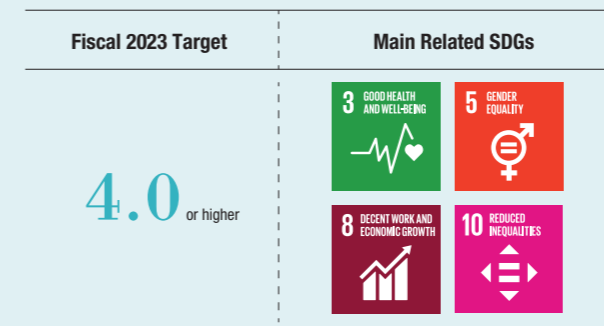 Fiscal 2023 Target
Main Related SDGs
4.0 or higher
3 GOOD HEALTH
AND WELL-BEING
5 GENDER
EQUALITY
8 DECENT WORK AND
ECONOMIC GROWTH
10 REDUCED
INEQUALITIES